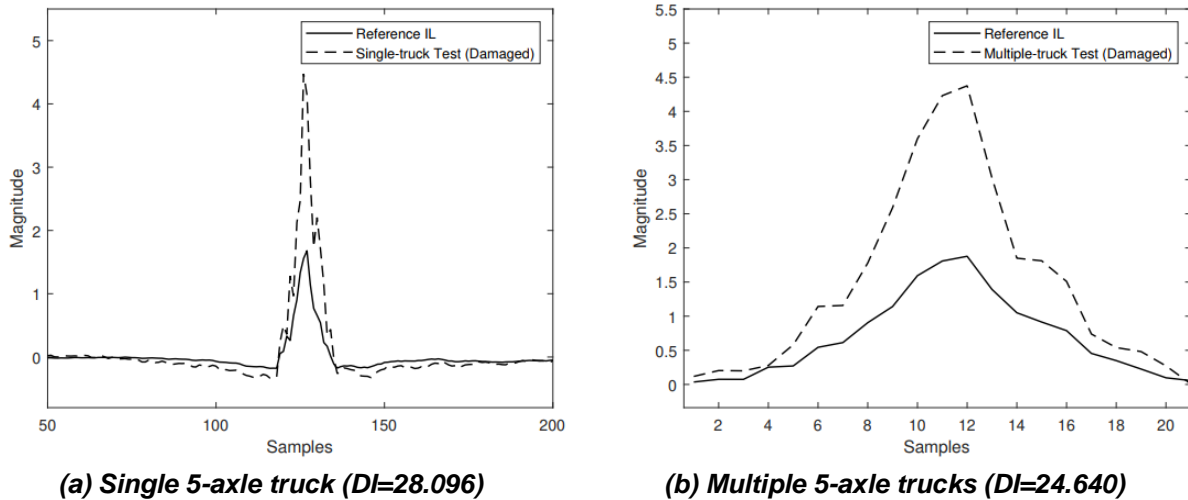 5
4
3
2
1
0
Magnitude
Reference IL
Single-truck Test (Damaged)
50 100 150 200
Samples
(a) Single 5-axle truck (DI=28.096)
5.5
5
4.5
4
3.5
3
2.5
2
1.5
1
0.5
0
Magnitude
Reference IL
Multiple-truck Test (Damaged)
2 4 6 8 10 12 14 16 18 20
Samples
(b) Multiple 5-axle trucks (DI=24.640)